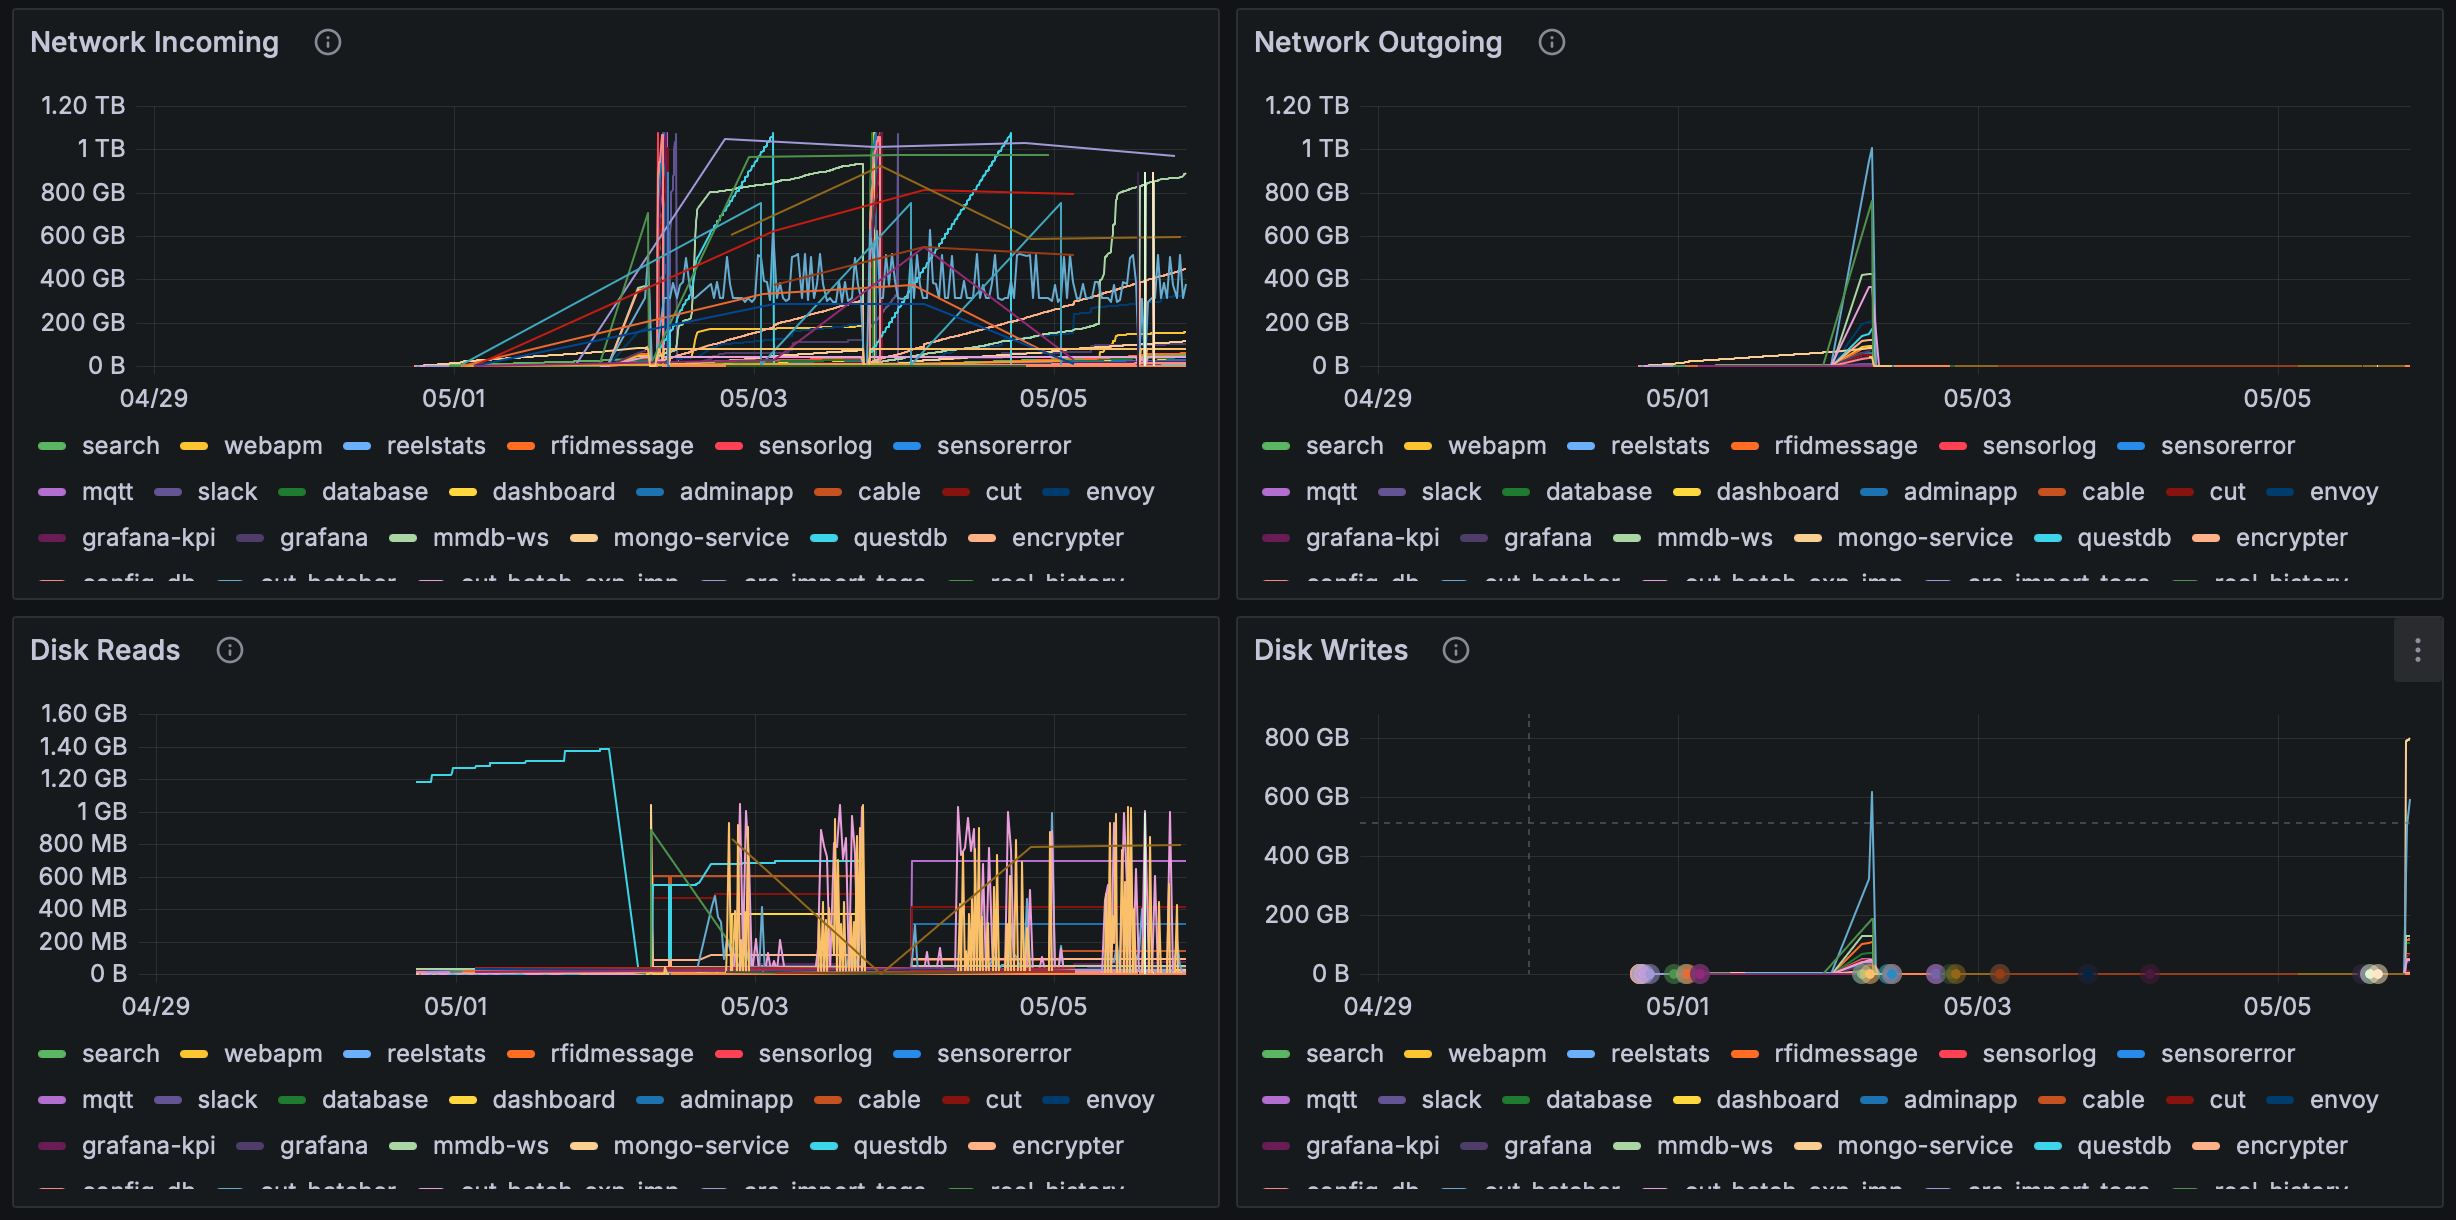 Network Incoming
1.20 TB
1 TB
800 GB
600 GB
400 GB
200 GB
0 B
04/29 05/01 05/03 05/05
search webapm reelstats rfidmessage sensorlog sensorerror
mqtt slack database dashboard adminapp cable cut envoy
grafana-kpi grafana mmdb-ws mongo-service questdb encrypter
Network Outgoing
1.20 TB
1 TB
800 GB
600 GB
400 GB
200 GB
0 B
04/29 05/01 05/03 05/05
search webapm reelstats rfidmessage sensorlog sensorerror
mqtt slack database dashboard adminapp cable cut envoy
grafana-kpi grafana mmdb-ws mongo-service questdb encrypter
Disk Reads
1.60 GB
1.40 GB
1.20 GB
1 GB
800 MB
600 MB
400 MB
200 MB
0 B
04/29 05/01 05/03 05/05
search webapm reelstats rfidmessage sensorlog sensorerror
mqtt slack database dashboard adminapp cable cut envoy
grafana-kpi grafana mmdb-ws mongo-service questdb encrypter
Disk Writes
800 GB
600 GB
400 GB
200 GB
0 B
04/29 05/01 05/03 05/05
search webapm reelstats rfidmessage sensorlog sensorerror
mqtt slack database dashboard adminapp cable cut envoy
grafana-kpi grafana mmdb-ws mongo-service questdb encrypter